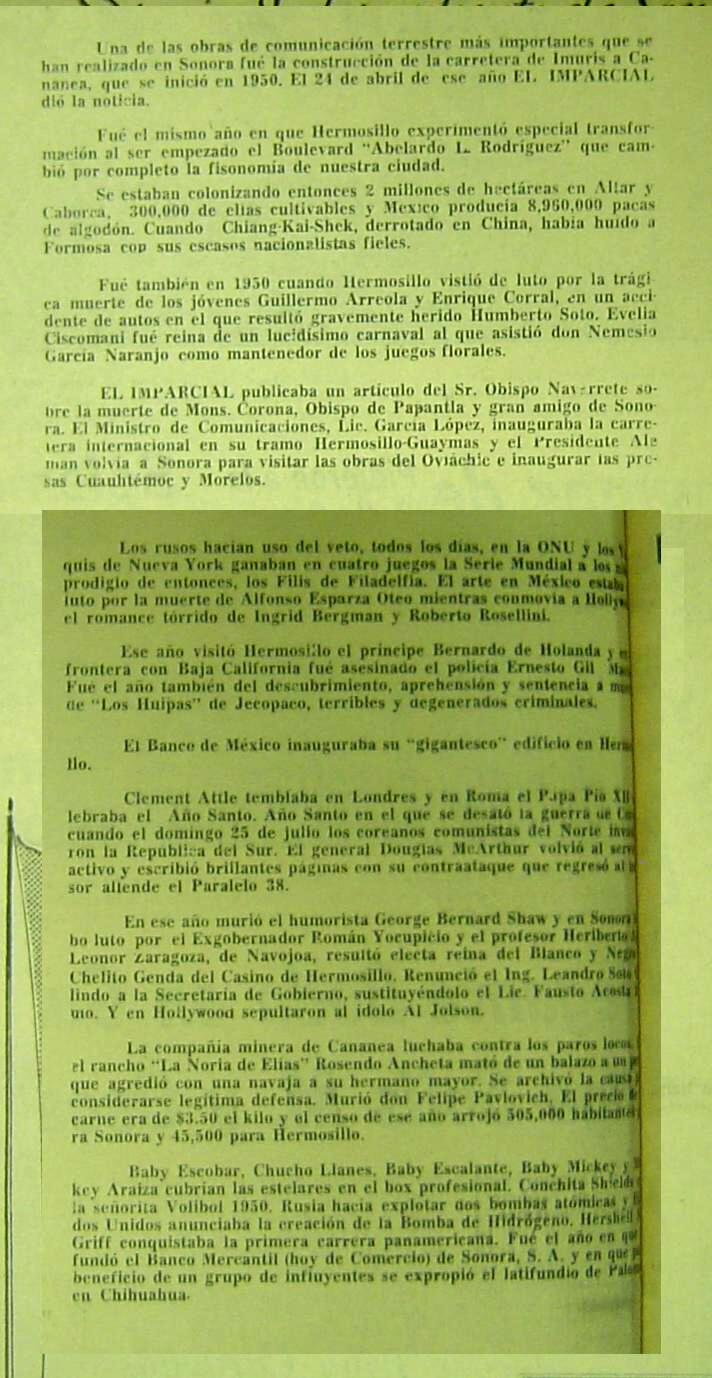 Una de las obras de comunicación terrestre más importantes que se
han realizado en Sonora fué la construcción de la carretera de Imuris a Ca-
nanea, que se inició en 1950. El 24 de abril de ese año EL IMPARCIAL
dió la noticia.
Fué el mismo año en que Hermosillo experimentó especial transfor-
mación al ser empezado el Boulevard "Abelardo L. Rodríguez" que cam-
bió por completo la fisonomía de nuestra ciudad.
Se estaban colonizando entonces 2 millones de hectáreas en Altar y
Caborca, 300,000 de ellas cultivables y México producía 8,960,000 pacas
de algodón. Cuando Chiang-Kai-Shek, derrotado en China, había huído a
Formosa con sus escasos nacionalistas fieles.
Fué también en 1950 cuando Hermosillo vistió de luto por la trági-
ca muerte de los jóvenes Guillermo Arreola y Enrique Corral, en un acci-
dente de autos en el que resultó gravemente herido Humberto Soto. Evelia
Ciscomani fué reina de un lucidísimo carnaval al que asistió don Nemesio
García Naranjo como mantenedor de los juegos florales.
EL IMPARCIAL publicaba un artículo del Sr. Obispo Navarrete so-
bre la muerte de Mons. Corona, Obispo de Papantla y gran amigo de Sono-
ra. El Ministro de Comunicaciones, Lic. García López, inauguraba la carre-
tera internacional en su tramo Hermosillo-Guaymas y el Presidente Ale
man volvía a Sonora para visitar las obras del Oviáchic e inaugurar las pre-
sas Cuauhtémoc y Morelos.
Los rusos hacían uso del veto, todos los días, en la ONU y los
quis de Nueva York ganaban en cuatro juegos la Serie Mundial a los
prodigio de entonces, los Filis de Filadelfia. El arte en México estaba
luto por la muerte de Alfonso Esparza Oteo mientras conmovía a Holly
el romance tórrido de Ingrid Bergman y Roberto Rosellini.
Ese año visitó Hermosillo el príncipe Bernardo de Holanda y
frontera con Baja California fué asesinado el policía Ernesto Gil
Fué el año también del descubrimiento, aprehensión y sentencia a
de "Los Huipas" de Jecopaco, terribles y degenerados criminales.
El Banco de México inauguraba su "gigantesco" edificio en Herm
llo.
Clement Attle temblaba en Londres y en Roma el Papa Pío XII
lebraba el Año Santo. Año Santo en el que se desató la guerra de
cuando el domingo 25 de julio los coreanos comunistas del Norte inva
ron la República del Sur. El general Douglas McArthur volvió al
activo y escribió brillantes páginas con su contraataque que regresó al
sor allende el Paralelo 38.
En ese año murió el humorista George Bernard Shaw y en Sonora
bo luto por el Exgobernador Román Yocupicio y el profesor Heriberto
Leonor Zaragoza, de Navojoa, resultó electa reina del Blanco y Negro
Chelito Genda del Casino de Hermosillo. Renunció el Ing. Leandro Soto
lindo a la Secretaría de Gobierno, sustituyéndolo el Lic. Fausto Acosta
mo. Y en Hollywood sepultaron al ídolo Al Jolson.
La compañía minera de Cananea luchaba contra los paros locos,
el rancho "La Noria de Elías" Rosendo Ancheta mató de un balazo a un
que agredió con una navaja a su hermano mayor. Se archivó la causa
considerarse legítima defensa. Murió don Felipe Pavlovich. El precio de
carne era de $3.50 el kilo y el censo de ese año arrojó 505,000 habitantes
ra Sonora y 45,500 para Hermosillo.
Baby Escobar, Chucho Llanes, Baby Escalante, Baby Mickey y
key Araiza cubrían las estelares en el box profesional. Conchita Shields
la señorita Volibol 1950. Rusia hacía explotar dos bombas atómicas y
dos Unidos anunciaba la creación de la Bomba de Hidrógeno. Hershell
Griff conquistaba la primera carrera panamericana. Fué el año en que
fundó el Banco Mercantil (hoy de Comercio) de Sonora, S. A. y en que
beneficio de un grupo de influyentes se expropió el latifundio de
en Chihuahua.